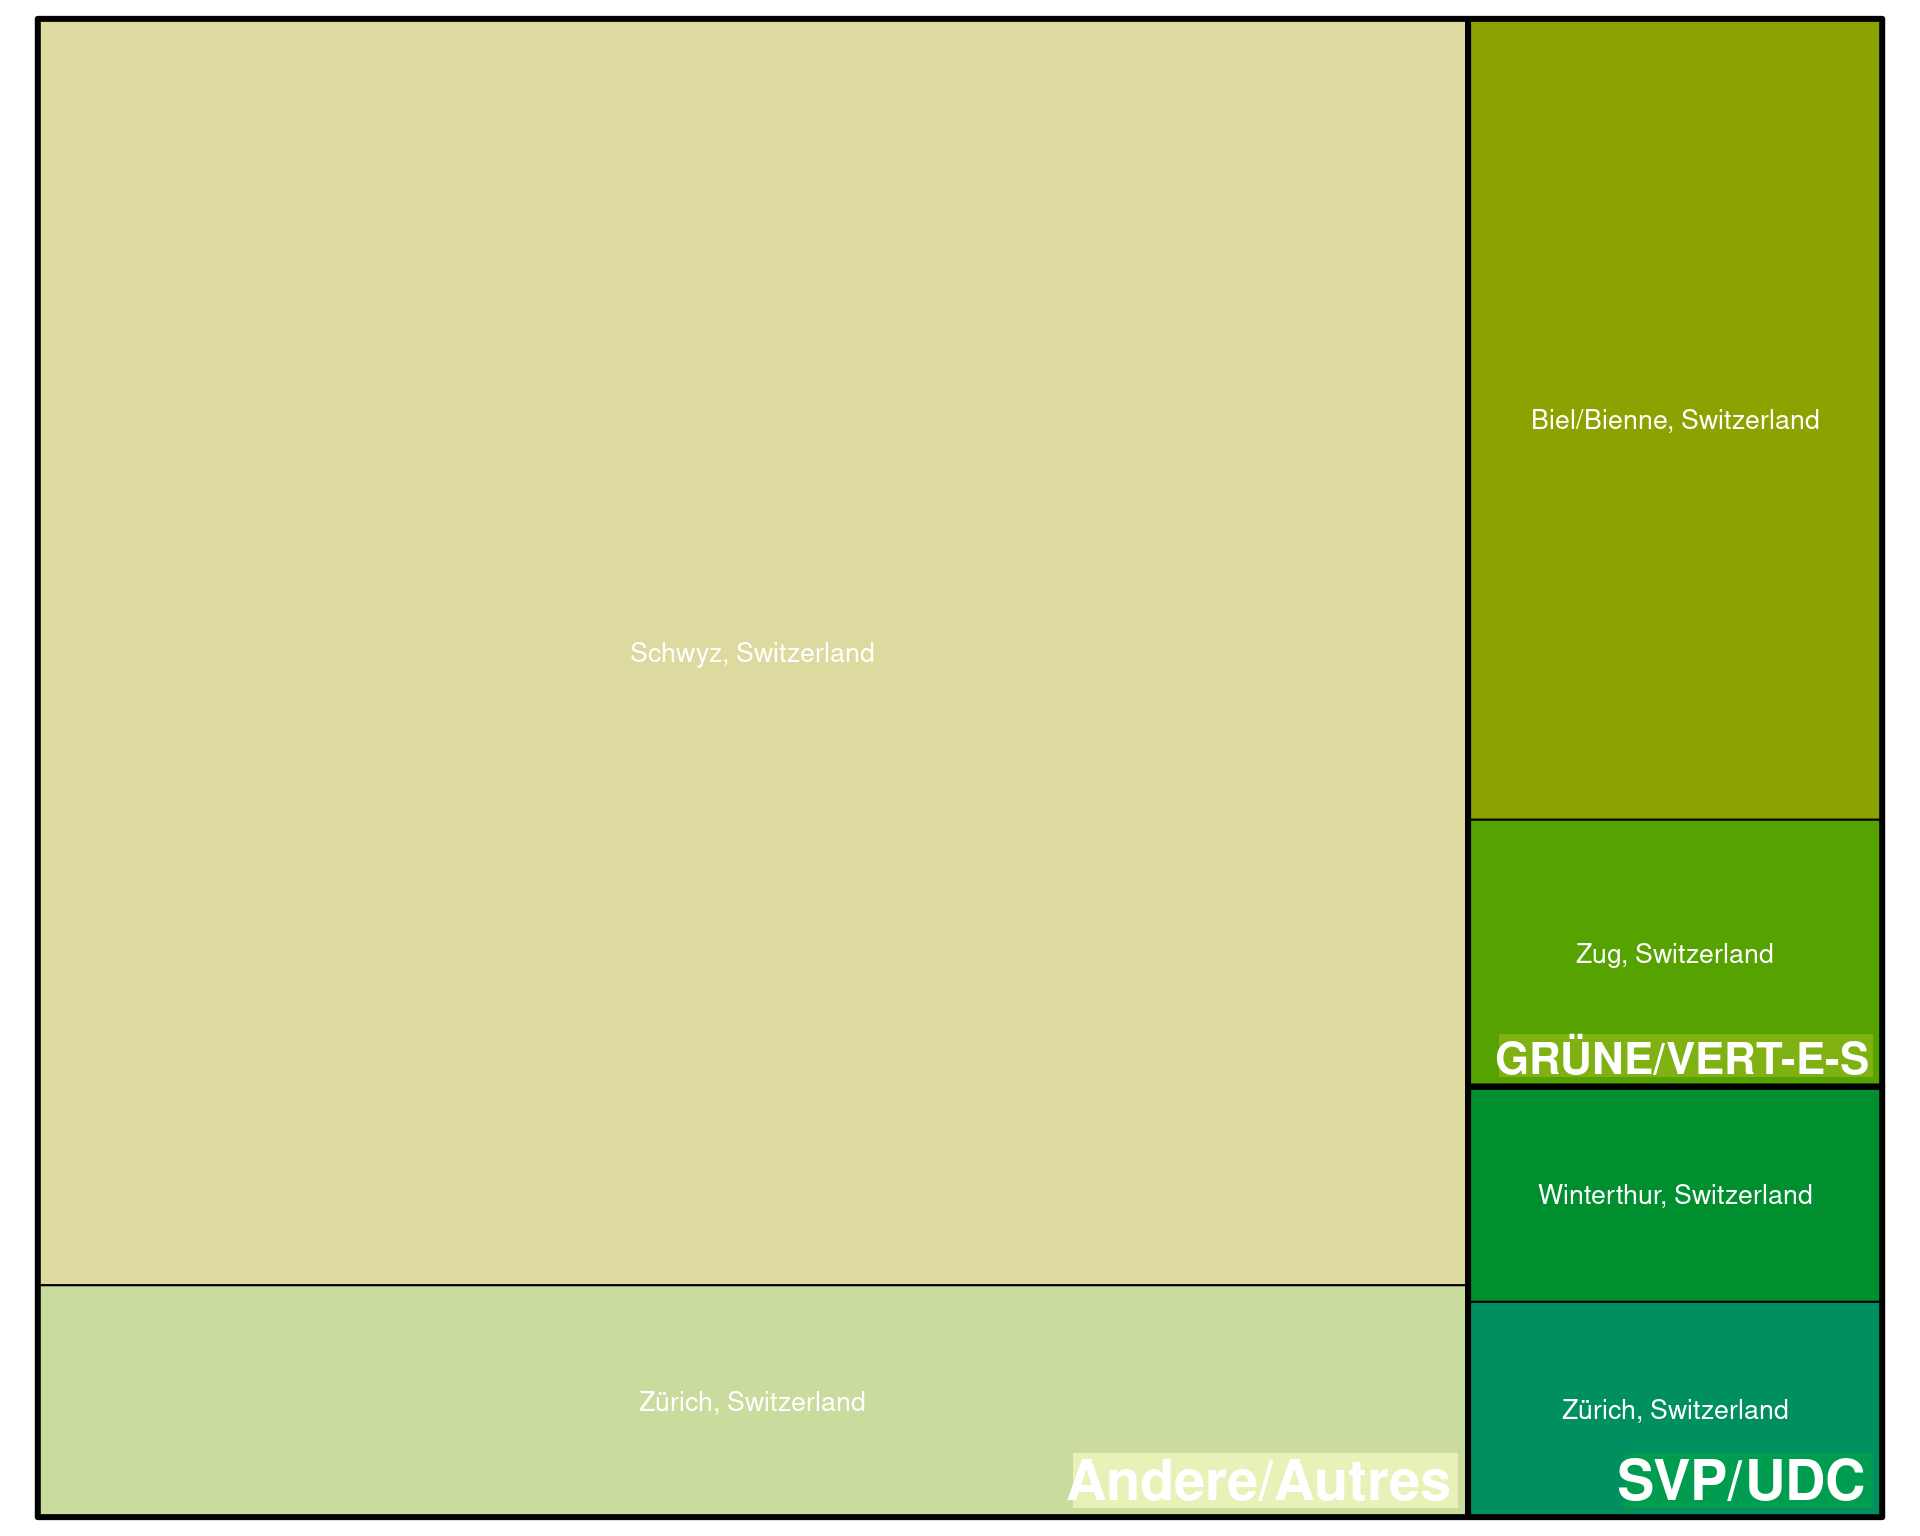 Schwyz, Switzerland
Zürich, Switzerland
Andere/Autres
Biel/Bienne, Switzerland
Zug, Switzerland
GRÜNE/VERT-E-S
Winterthur, Switzerland
Zürich, Switzerland
SVP/UDC